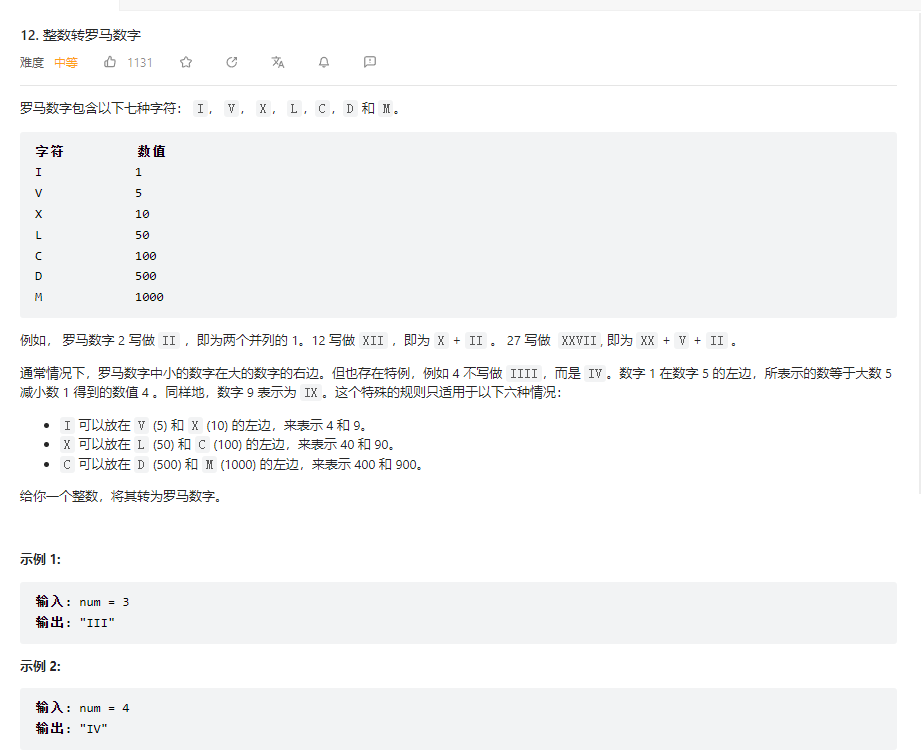 12. 整数转罗马数字
难度 中等 1131
罗马数字包含以下七种字符： I， V， X， L，C，D 和 M。
字符 数值
I 1
V 5
X 10
L 50
C 100
D 500
M 1000
例如， 罗马数字 2 写做 II ，即为两个并列的 1。12 写做 XII ，即为 X + II 。 27 写做 XXVII, 即为 XX + V + II 。
通常情况下，罗马数字中小的数字在大的数字的右边。但也存在特例，例如 4 不写做 IIII，而是 IV。数字 1 在数字 5 的左边，所表示的数等于大数 5
减小数 1 得到的数值 4 。同样地，数字 9 表示为 IX。这个特殊的规则只适用于以下六种情况：
• I 可以放在 V (5) 和 X (10) 的左边，来表示 4 和 9。
• X 可以放在 L (50) 和 C (100) 的左边，来表示 40 和 90。
• C 可以放在 D (500) 和 M (1000) 的左边，来表示 400 和 900。
给你一个整数，将其转为罗马数字。
示例 1:
输入: num = 3
输出: "III"
示例 2:
输入: num = 4
输出: "IV"